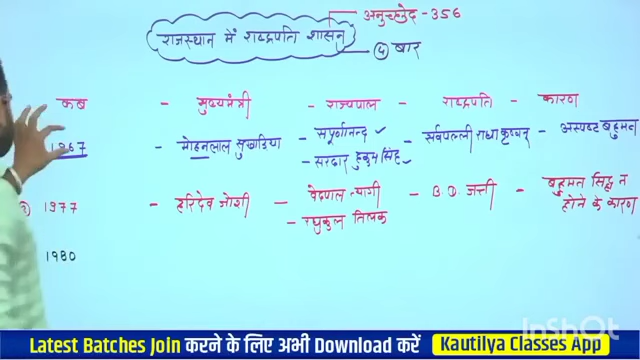 अनुच्छेद - 356
राजस्थान में राष्ट्रपति शासन
④ बार
कब - मुख्यमंत्री - राज्यपाल - राष्ट्रपति - कारण
1967 - मोहनलाल सुखाडिया - सपूर्णानन्द ✓ - सर्वपल्ली राधाकृष्णन - अस्पष्ट बहुमत
- सरदार हुकुम सिंह ✓
1977 - हरिदेव जोशी - वेदपाल त्यागी - B.D. जत्ती - बहुमत सिद्ध न
- रघुकुल तिलक होने के कारण
1980
InShot
Latest Batches Join करने के लिए अभी Download करें Kautilya Classes App